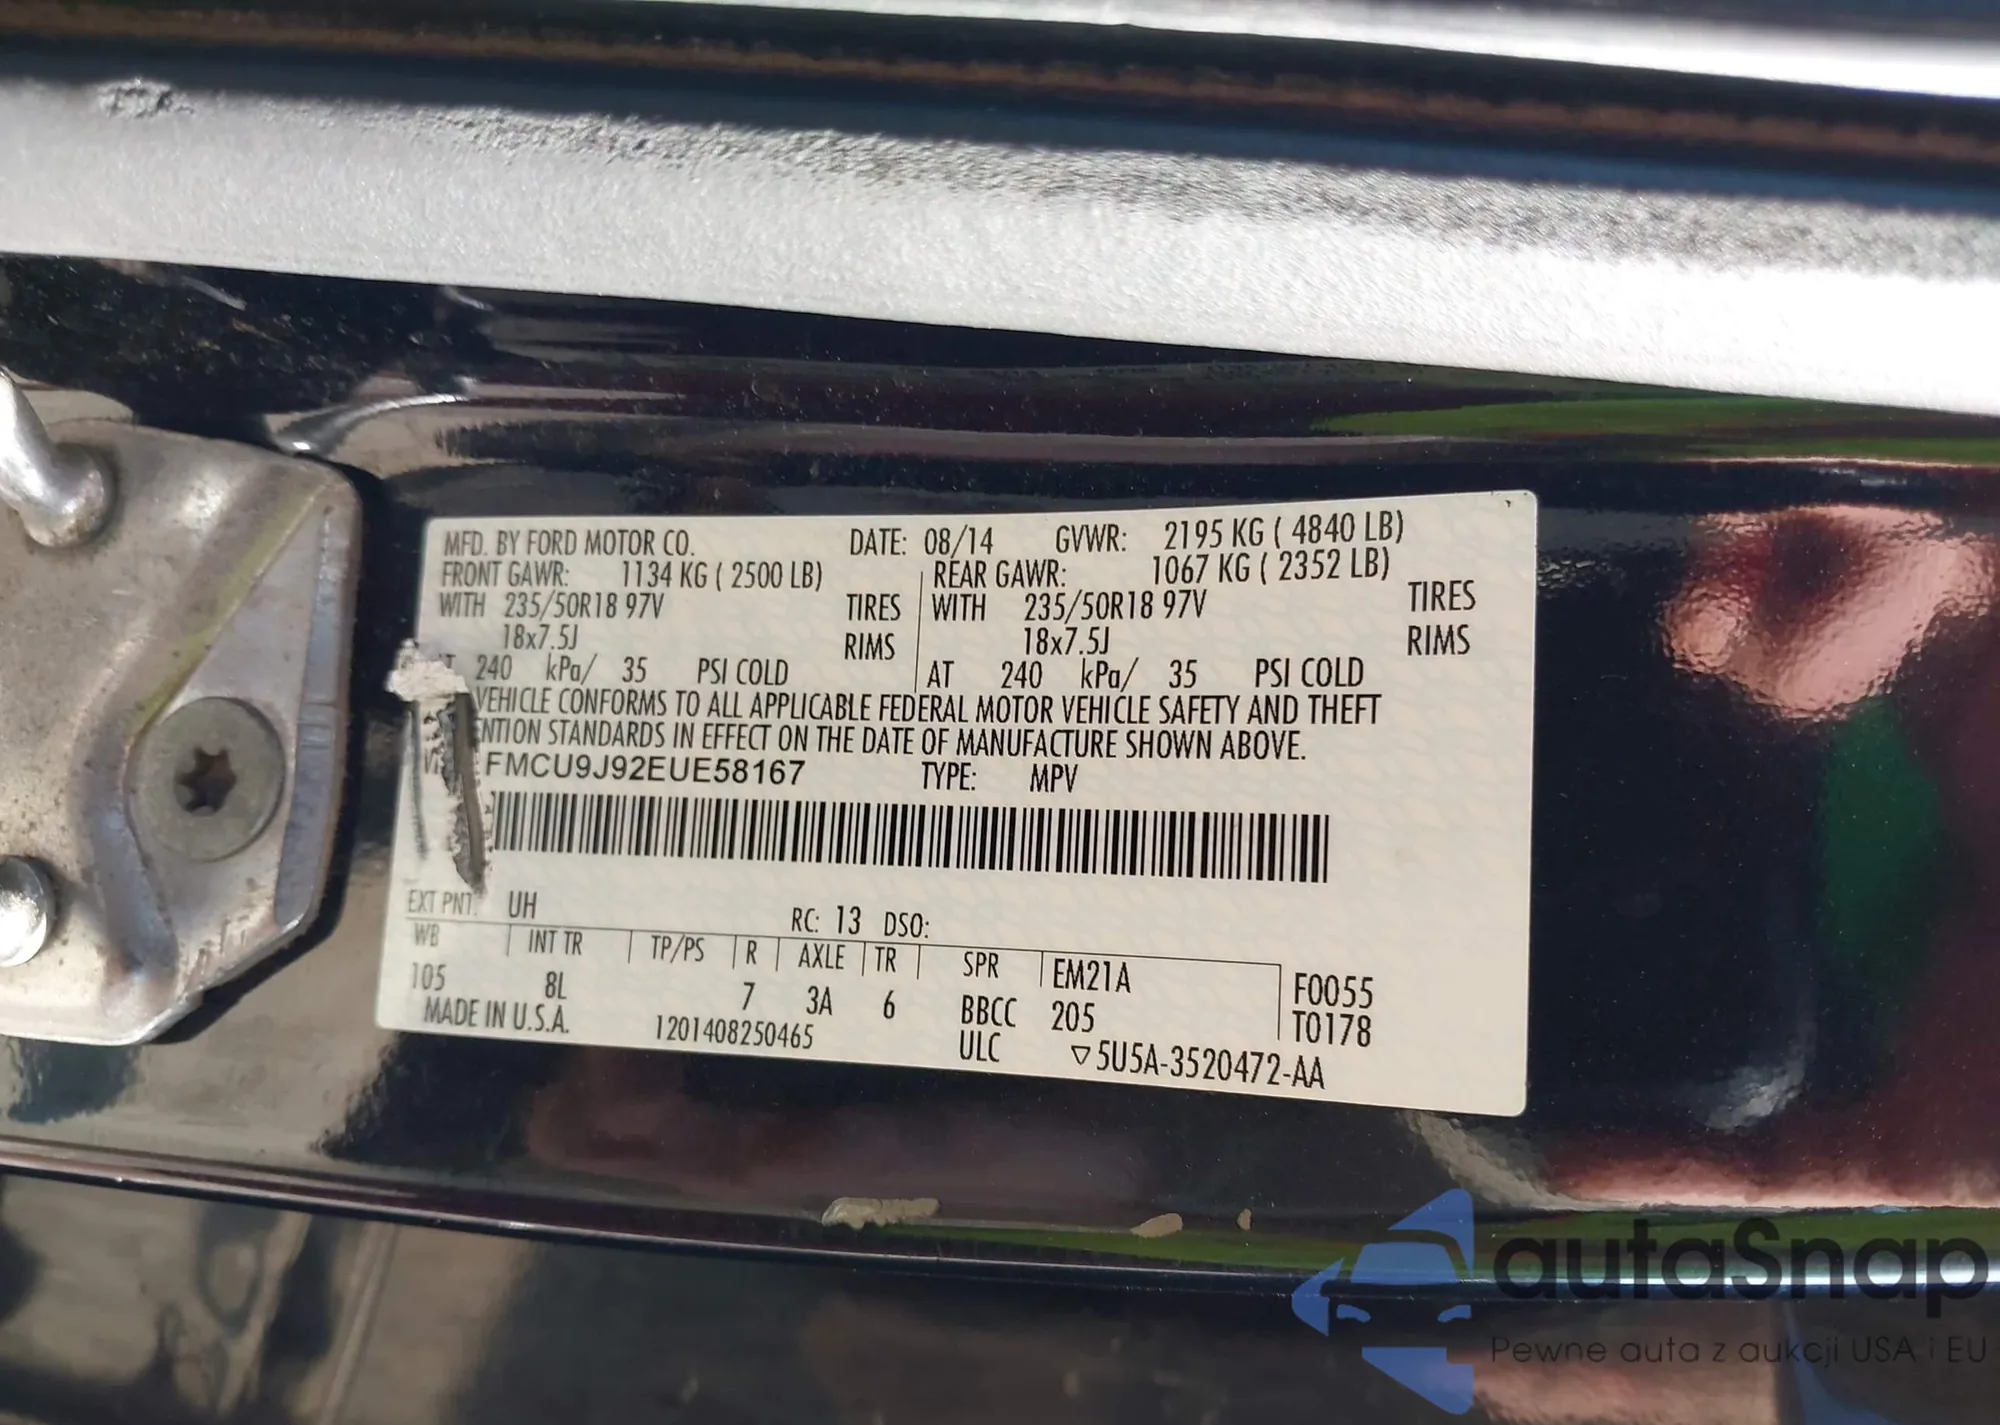 MFD. BY FORD MOTOR CO. DATE: 08/14 GVWR: 2195 KG ( 4840 LB)
FRONT GAWR: 1134 KG ( 2500 LB) REAR GAWR: 1067 KG ( 2352 LB)
WITH 235/50R18 97V TIRES WITH 235/50R18 97V TIRES
18x7.5J RIMS 18x7.5J RIMS
240 kPa/ 35 PSI COLD AT 240 kPa/ 35 PSI COLD
VEHICLE CONFORMS TO ALL APPLICABLE FEDERAL MOTOR VEHICLE SAFETY AND THEFT
NTION STANDARDS IN EFFECT ON THE DATE OF MANUFACTURE SHOWN ABOVE.
FMCU9J92EUE58167 TYPE: MPV
EXT PNT: UH RC: 13 DSO:
WB INT TR TP/PS R AXLE TR SPR EM21A F0055
105 8L 7 3A 6 BBCC 205 T0178
MADE IN U.S.A. 1201408250465 ULC ▽5U5A-3520472-AA
autoSnap
Pewne auta z aukcji USA i EU